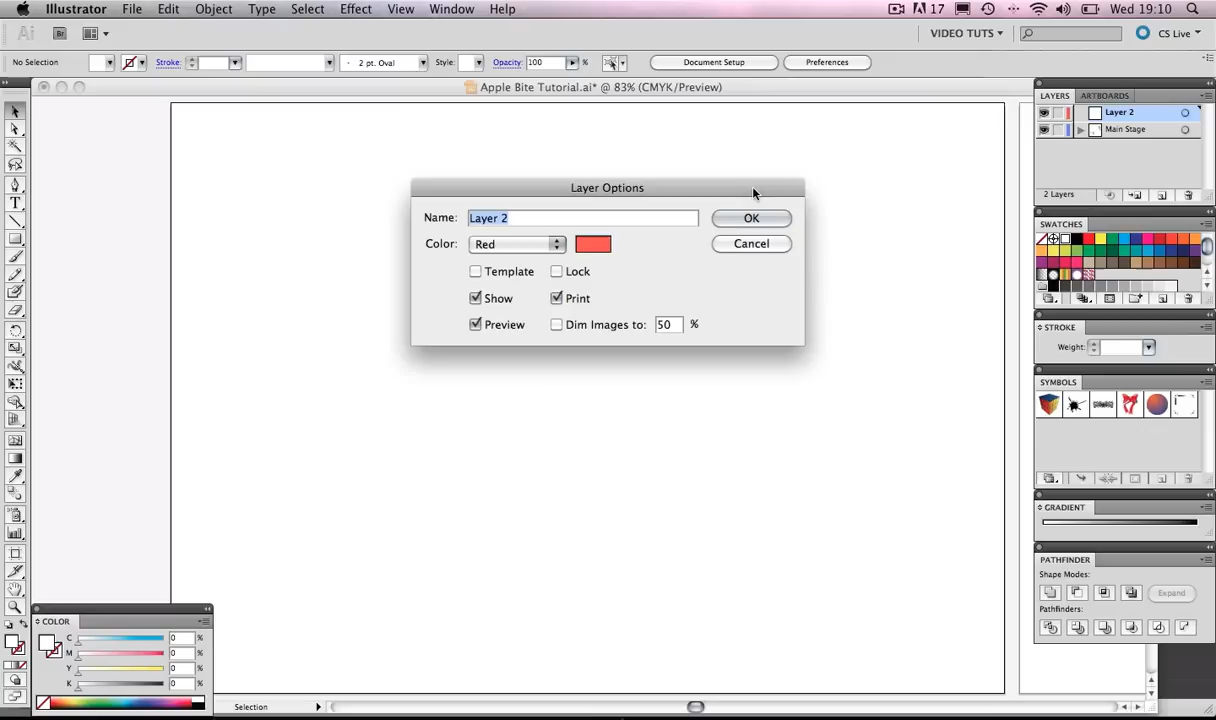 Illustrator File Edit Object Type Select Effect View Window Help 17 Wed 19:10
Ai Br VIDEO TUTS CS Live
No Selection Stroke: 2 pt. Oval Style: Opacity: 100 % Document Setup Preferences
Apple Bite Tutorial.ai* @ 83% (CMYK/Preview)
LAYERS ARTBOARDS
Layer 2
Main Stage
2 Layers
Layer Options
Name: Layer 2 OK
Color: Red Cancel
Template Lock
Show Print
Preview Dim Images to: 50 %
SWATCHES
STROKE
Weight:
SYMBOLS
GRADIENT
PATHFINDER
Shape Modes:
Expand
Pathfinders:
COLOR
C 0 %
M 0 %
Y 0 %
K 0 %
Selection